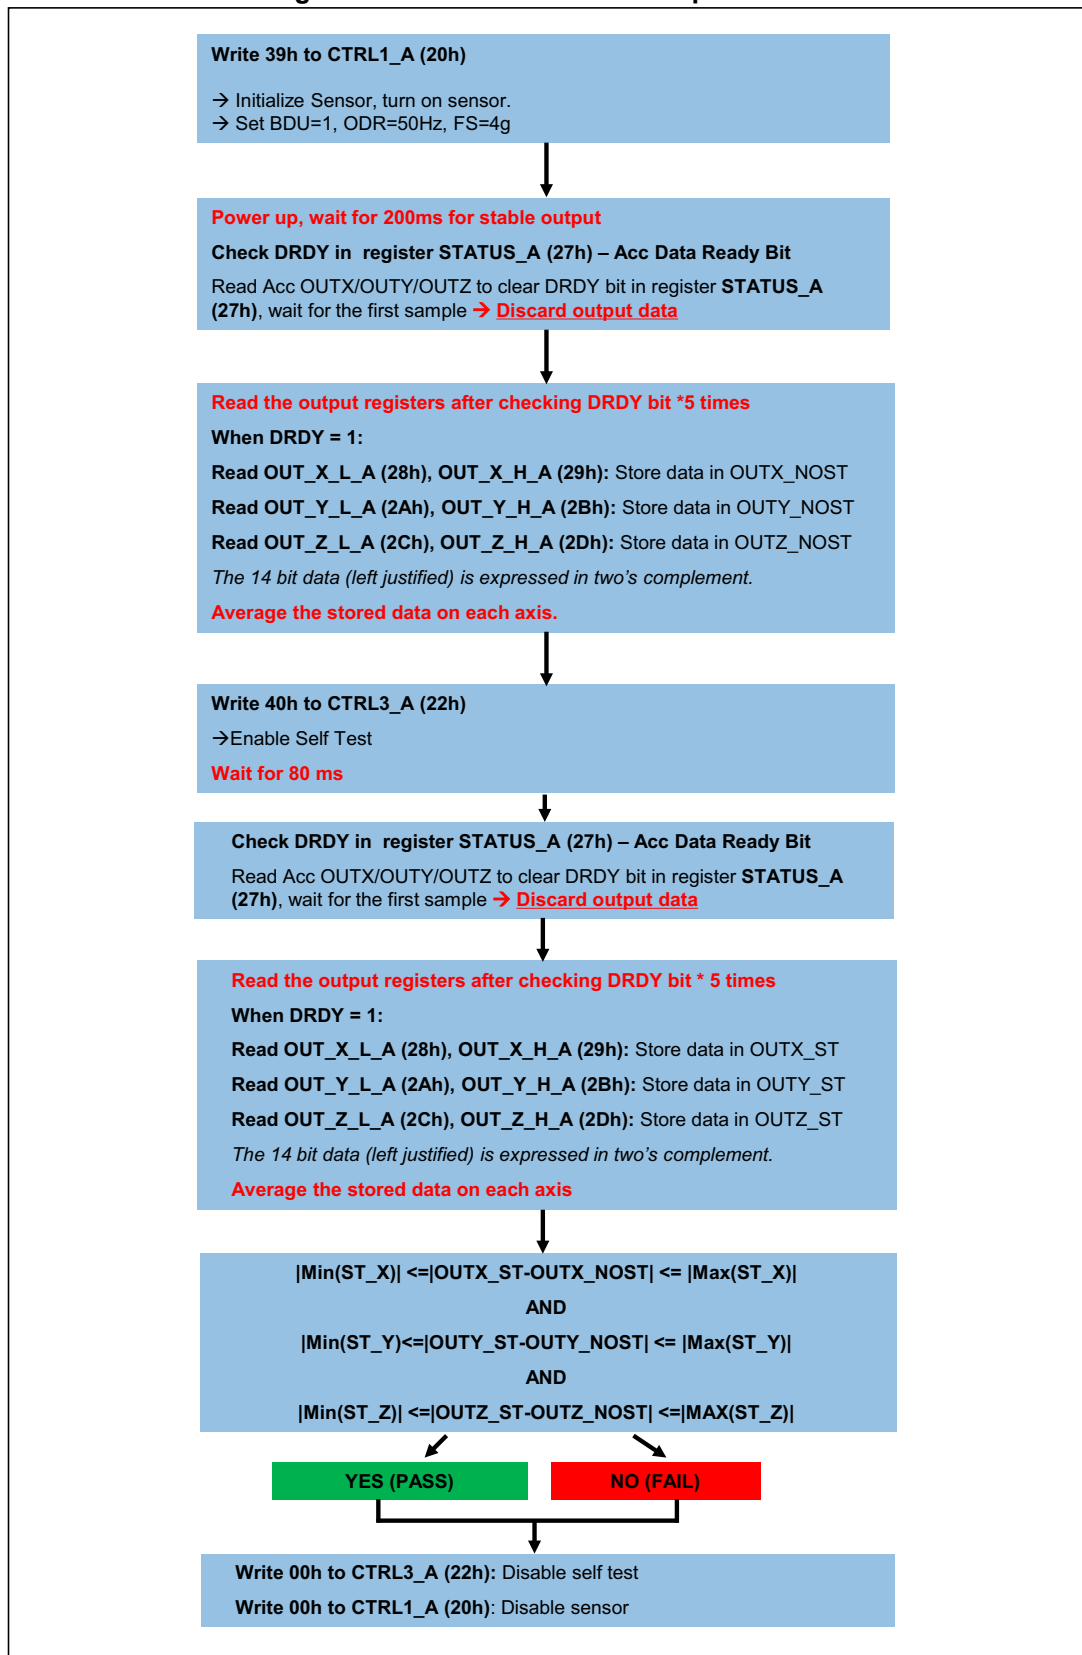 Write 39h to CTRL1_A (20h)
→ Initialize Sensor, turn on sensor.
→ Set BDU=1, ODR=50Hz, FS=4g
Power up, wait for 200ms for stable output
Check DRDY in register STATUS_A (27h) – Acc Data Ready Bit
Read Acc OUTX/OUTY/OUTZ to clear DRDY bit in register STATUS_A
(27h), wait for the first sample → Discard output data
Read the output registers after checking DRDY bit *5 times
When DRDY = 1:
Read OUT_X_L_A (28h), OUT_X_H_A (29h): Store data in OUTX_NOST
Read OUT_Y_L_A (2Ah), OUT_Y_H_A (2Bh): Store data in OUTY_NOST
Read OUT_Z_L_A (2Ch), OUT_Z_H_A (2Dh): Store data in OUTZ_NOST
The 14 bit data (left justified) is expressed in two's complement.
Average the stored data on each axis.
Write 40h to CTRL3_A (22h)
→Enable Self Test
Wait for 80 ms
Check DRDY in register STATUS_A (27h) – Acc Data Ready Bit
Read Acc OUTX/OUTY/OUTZ to clear DRDY bit in register STATUS_A
(27h), wait for the first sample → Discard output data
Read the output registers after checking DRDY bit * 5 times
When DRDY = 1:
Read OUT_X_L_A (28h), OUT_X_H_A (29h): Store data in OUTX_ST
Read OUT_Y_L_A (2Ah), OUT_Y_H_A (2Bh): Store data in OUTY_ST
Read OUT_Z_L_A (2Ch), OUT_Z_H_A (2Dh): Store data in OUTZ_ST
The 14 bit data (left justified) is expressed in two's complement.
Average the stored data on each axis
|Min(ST_X)| <=|OUTX_ST-OUTX_NOST| <= |Max(ST_X)|
AND
|Min(ST_Y)<=|OUTY_ST-OUTY_NOST| <= |Max(ST_Y)|
AND
|Min(ST_Z)| <=|OUTZ_ST-OUTZ_NOST| <=|MAX(ST_Z)|
YES (PASS)
NO (FAIL)
Write 00h to CTRL3_A (22h): Disable self test
Write 00h to CTRL1_A (20h): Disable sensor